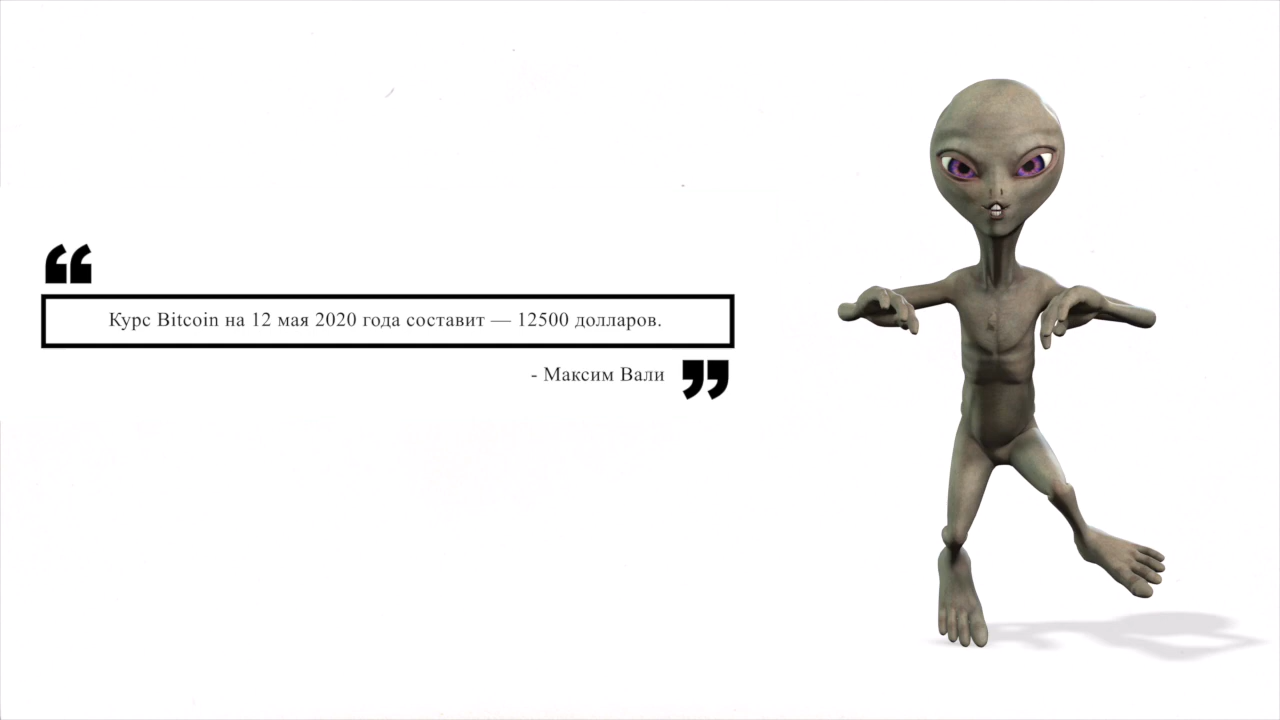 Курс Bitcoin на 12 мая 2020 года составит — 12500 долларов.
- Максим Вали